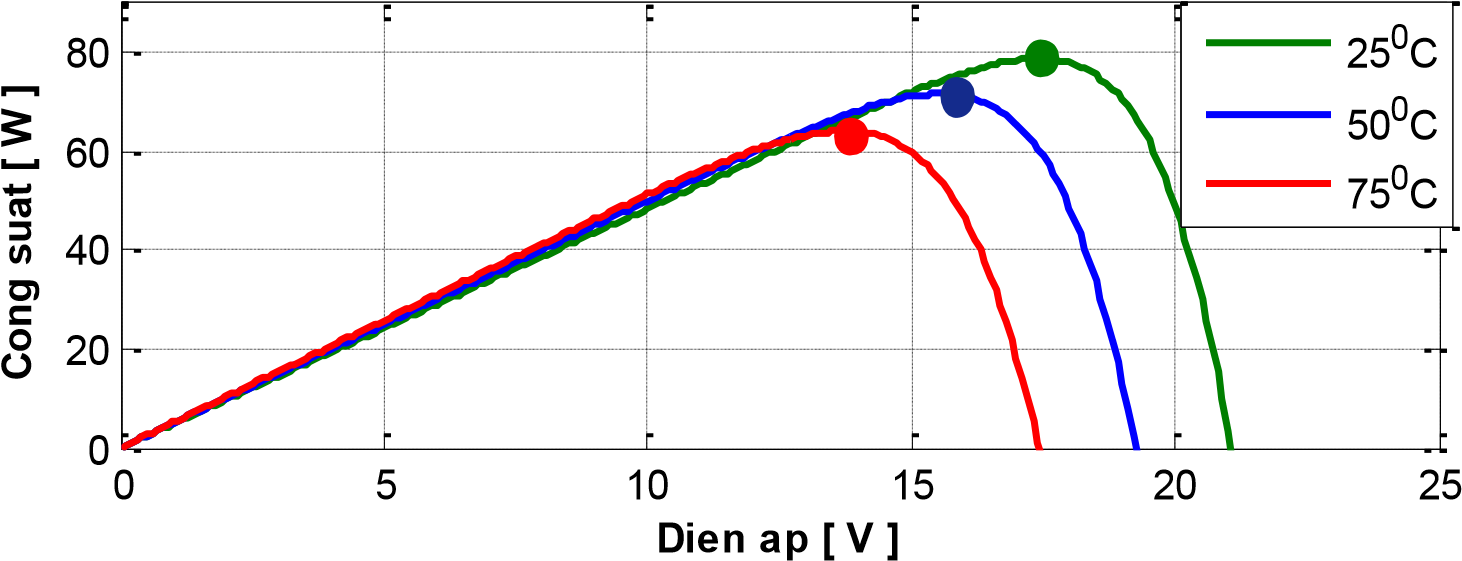 80
60
40
20
0
Cong suat [ W ]
0 5 10 15 20 25
Dien ap [ V ]
25⁰C
50⁰C
75⁰C